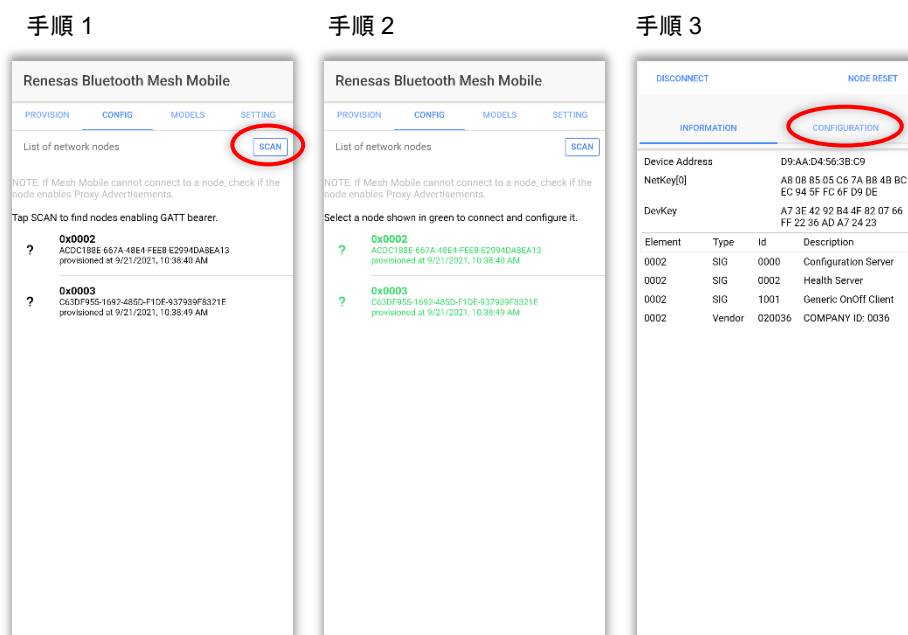 手順 1
Renesas Bluetooth Mesh Mobile
PROVISION CONFIG MODELS SETTING
List of network nodes SCAN
NOTE: If Mesh Mobile cannot connect to a node, check if the
node enables Proxy Advertisements.
Tap SCAN to find nodes enabling GATT bearer.
0x0002
? ACDC188E-667A-48E4-FEE8-E2994DA8EA13
provisioned at 9/21/2021, 10:38:40 AM
0x0003
? C63DF955-1692-485D-F1DE-937939F8321E
provisioned at 9/21/2021, 10:38:49 AM
手順 2
Renesas Bluetooth Mesh Mobile
PROVISION CONFIG MODELS SETTING
List of network nodes SCAN
NOTE: If Mesh Mobile cannot connect to a node, check if the
node enables Proxy Advertisements.
Select a node shown in green to connect and configure it.
0x0002
? ACDC188E-667A-48E4-FEE8-E2994DA8EA13
provisioned at 9/21/2021, 10:38:40 AM
0x0003
? C63DF955-1692-485D-F1DE-937939F8321E
provisioned at 9/21/2021, 10:38:49 AM
手順 3
DISCONNECT NODE RESET
INFORMATION CONFIGURATION
Device Address D9:AA:D4:56:3B:C9
NetKey[0] A8 08 85 05 C6 7A B8 4B BC
EC 94 5F FC 6F D9 DE
DevKey A7 3E 42 92 B4 4F 82 07 66
FF 22 36 AD A7 24 23
Element Type Id Description
0002 SIG 0000 Configuration Server
0002 SIG 0002 Health Server
0002 SIG 1001 Generic OnOff Client
0002 Vendor 020036 COMPANY ID: 0036